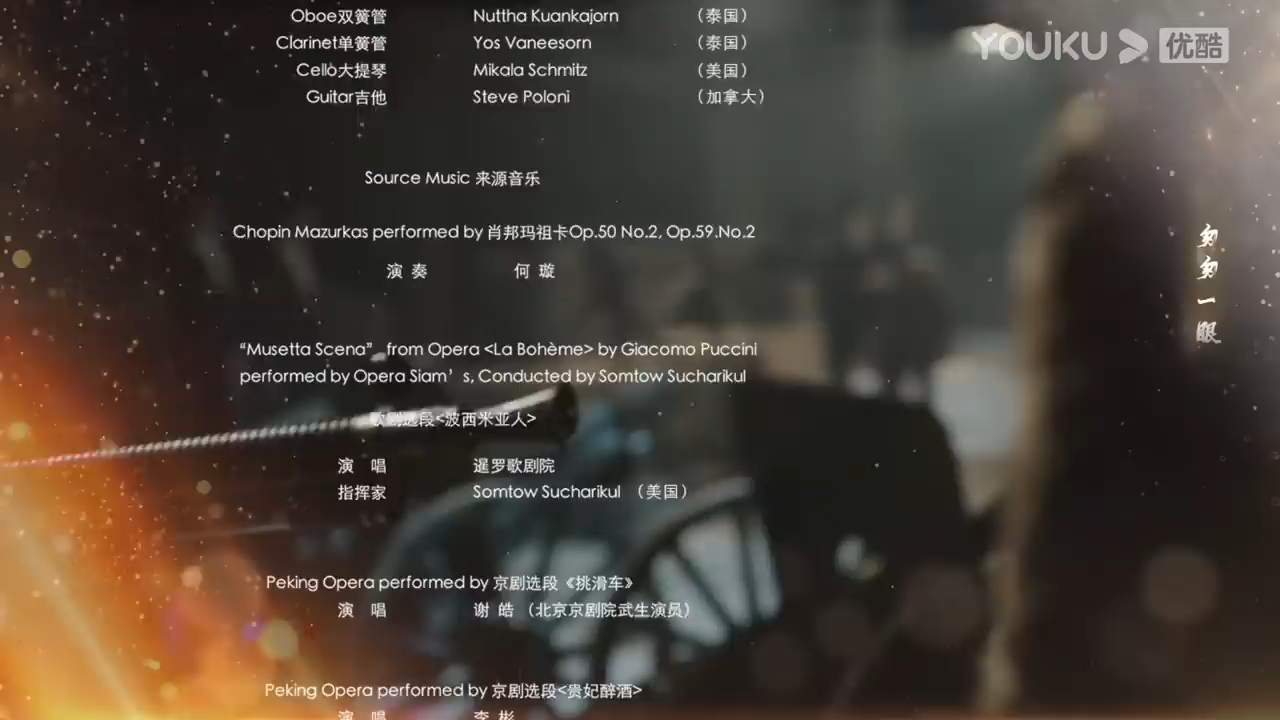 Oboe双簧管 Nuttha Kuankajorn （泰国）
YOUKU 优酷
Clarinet单簧管 Yos Vaneesorn （泰国）
Cello大提琴 Mikala Schmitz （美国）
Guitar吉他 Steve Poloni （加拿大）
Source Music 来源音乐
Chopin Mazurkas performed by 肖邦玛祖卡Op.50 No.2, Op.59.No.2
演 奏 何 璇
匆匆一眼
“Musetta Scena” from Opera <La Bohème> by Giacomo Puccini
performed by Opera Siam’s, Conducted by Somtow Sucharikul
歌剧选段<波西米亚人>
演 唱 暹罗歌剧院
指挥家 Somtow Sucharikul （美国）
Peking Opera performed by 京剧选段《挑滑车》
演 唱 谢 皓 （北京京剧院武生演员）
Peking Opera performed by 京剧选段<贵妃醉酒>
演 唱 李 彬